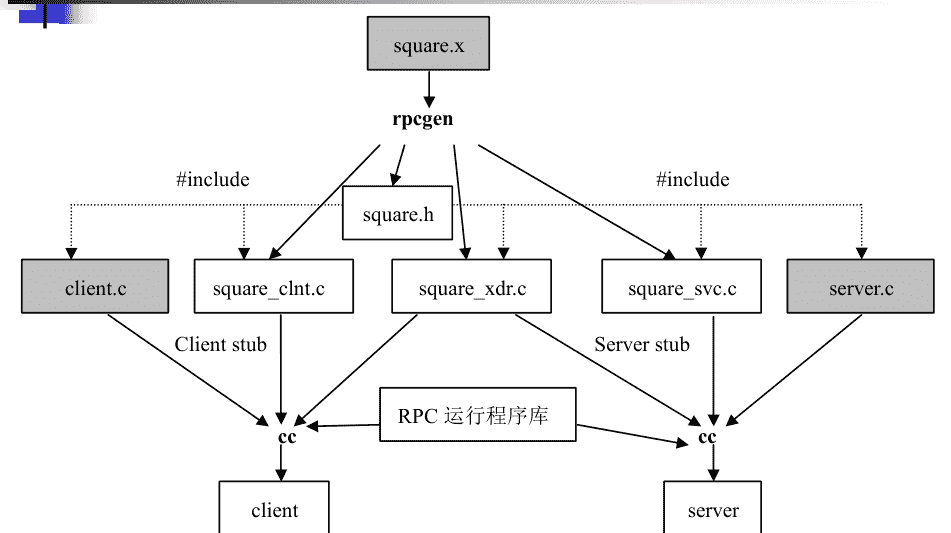 square.x
rpcgen
#include
#include
square.h
client.c
square_clnt.c
square_xdr.c
square_svc.c
server.c
Client stub
Server stub
RPC 运行程序库
cc
cc
client
server